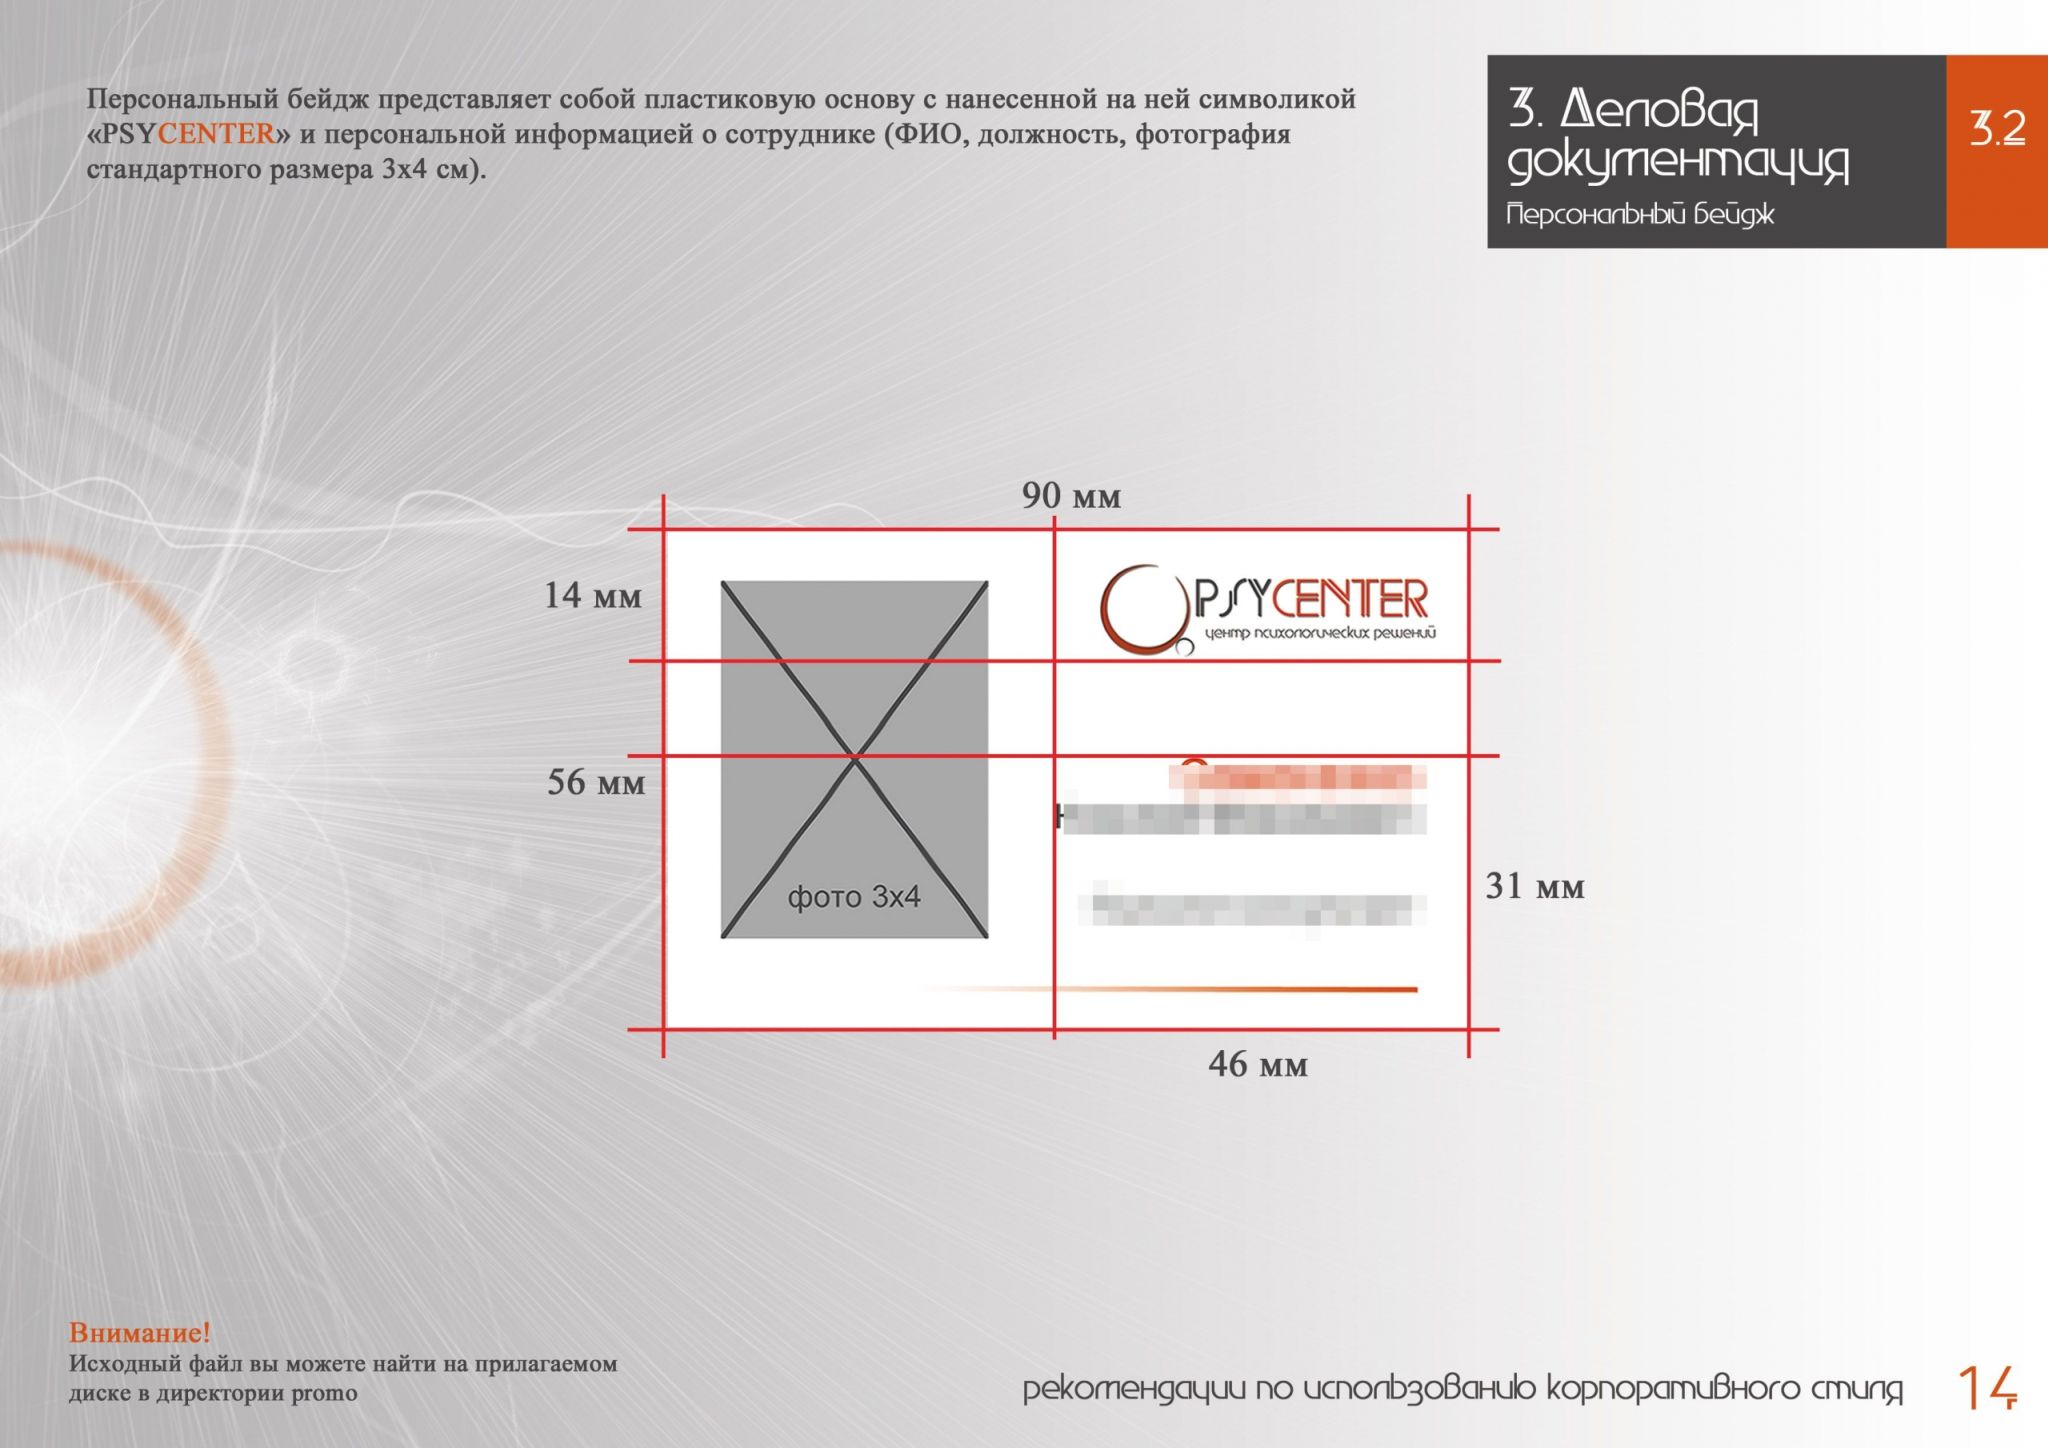 Персональный бейдж представляет собой пластиковую основу с нанесенной на ней символикой
«PSYCENTER» и персональной информацией о сотруднике (ФИО, должность, фотография
стандартного размера 3х4 см).
3. Деловая
документация
Персональный бейдж
3.2
90 мм
14 мм
PSYCENTER
центр психологических решений
56 мм
фото 3х4
31 мм
46 мм
Внимание!
Исходный файл вы можете найти на прилагаемом
диске в директории promo
рекомендации по использованию корпоративного стиля
14